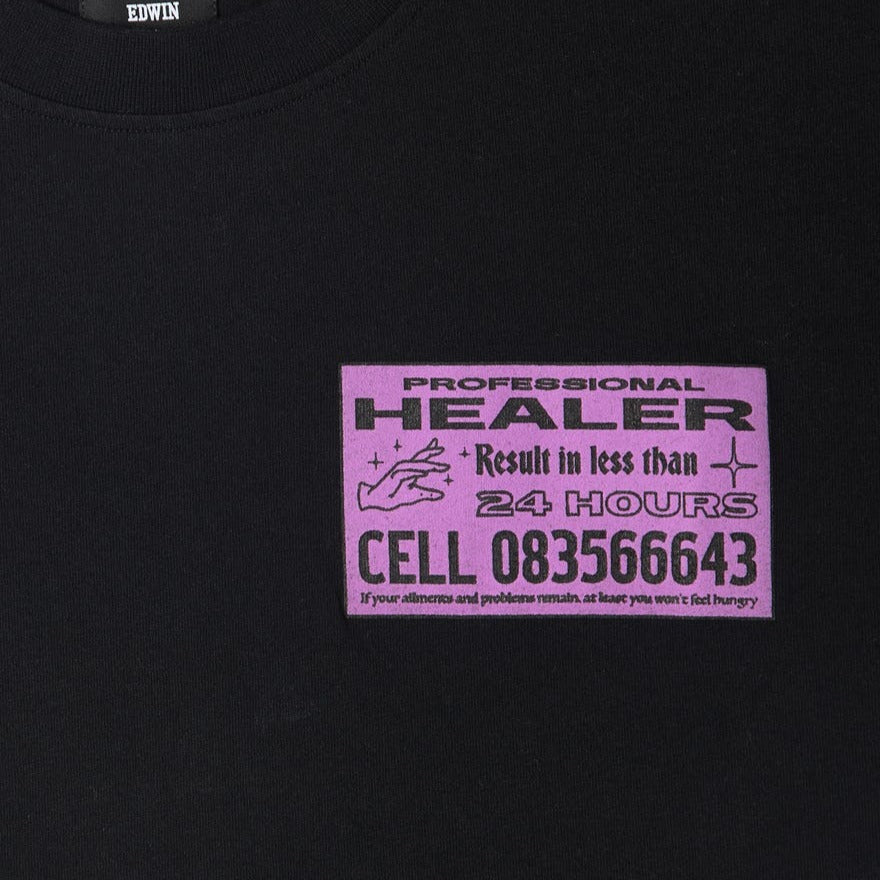 EDWIN
PROFESSIONAL
HEALER
Result in less than
24 HOURS
CELL 083566643
If your ailments and problems remain, at least you won't feel hungry